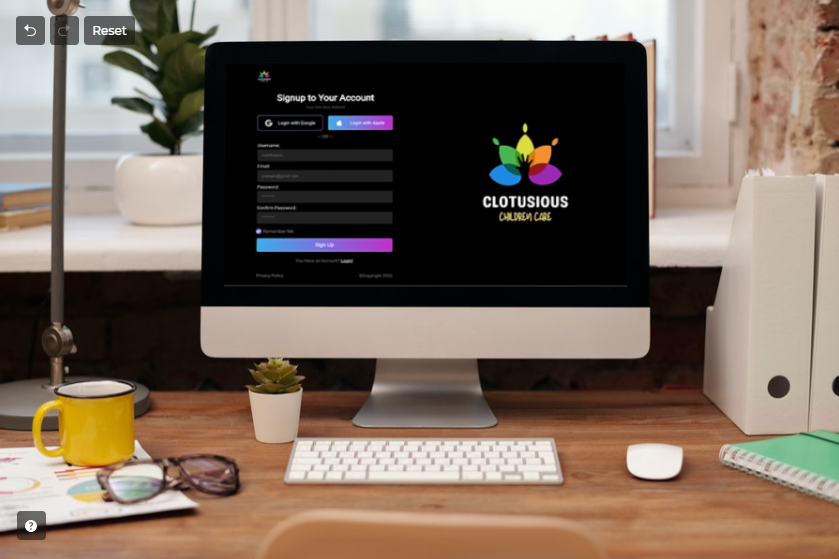 Reset
Signup to Your Account
Login with Google
Login with Apple
OR
Username:
Email:
Password:
Confirm Password:
Remember Me
Sign Up
You Have an Account? Login!
Privacy Policy
©Copyright 2022
CLOTUSIOUS
CHILDREN CARE
?